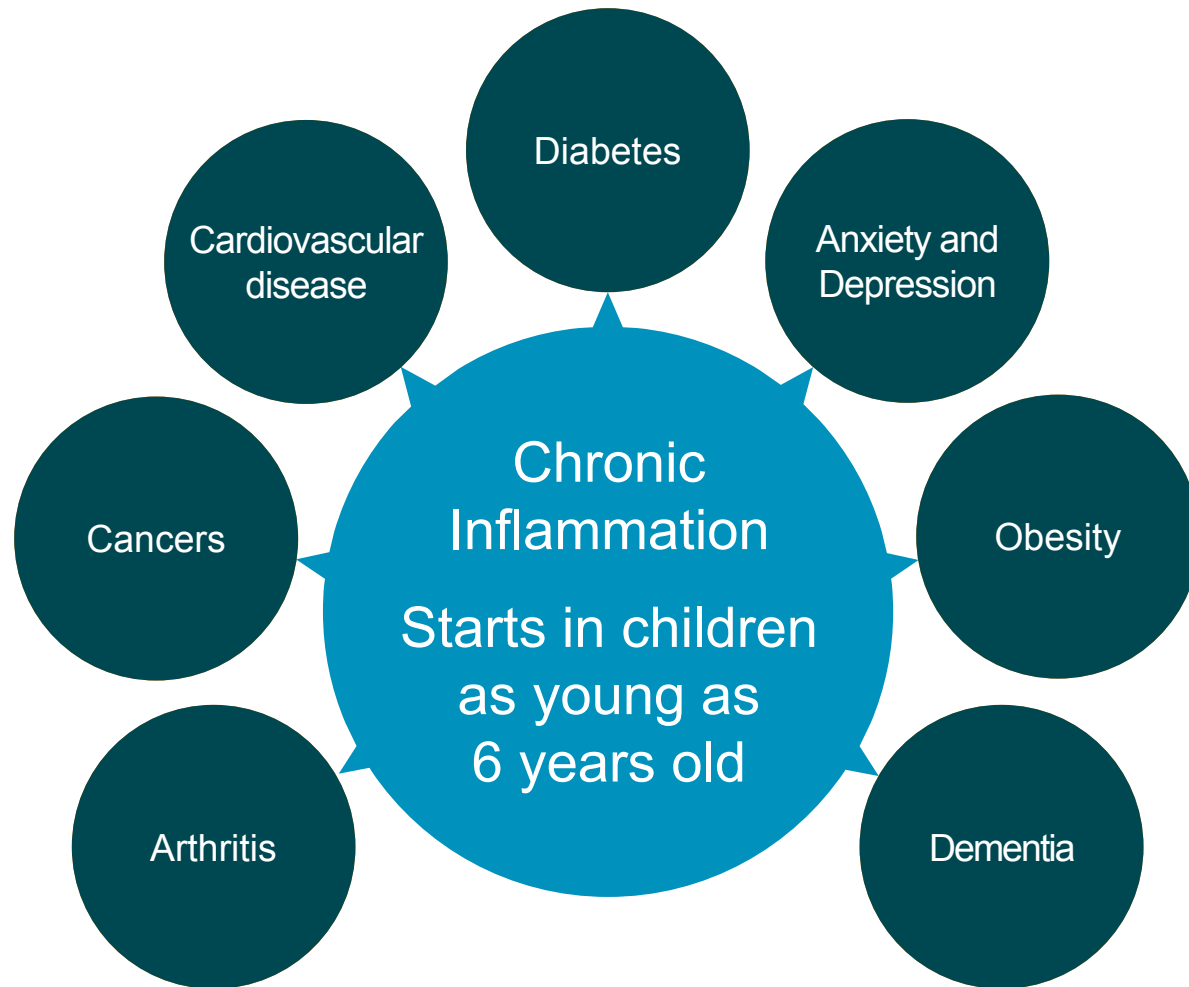 Diabetes
Cardiovascular
disease
Anxiety and
Depression
Chronic
Inflammation
Starts in children
as young as
6 years old
Cancers
Obesity
Arthritis
Dementia